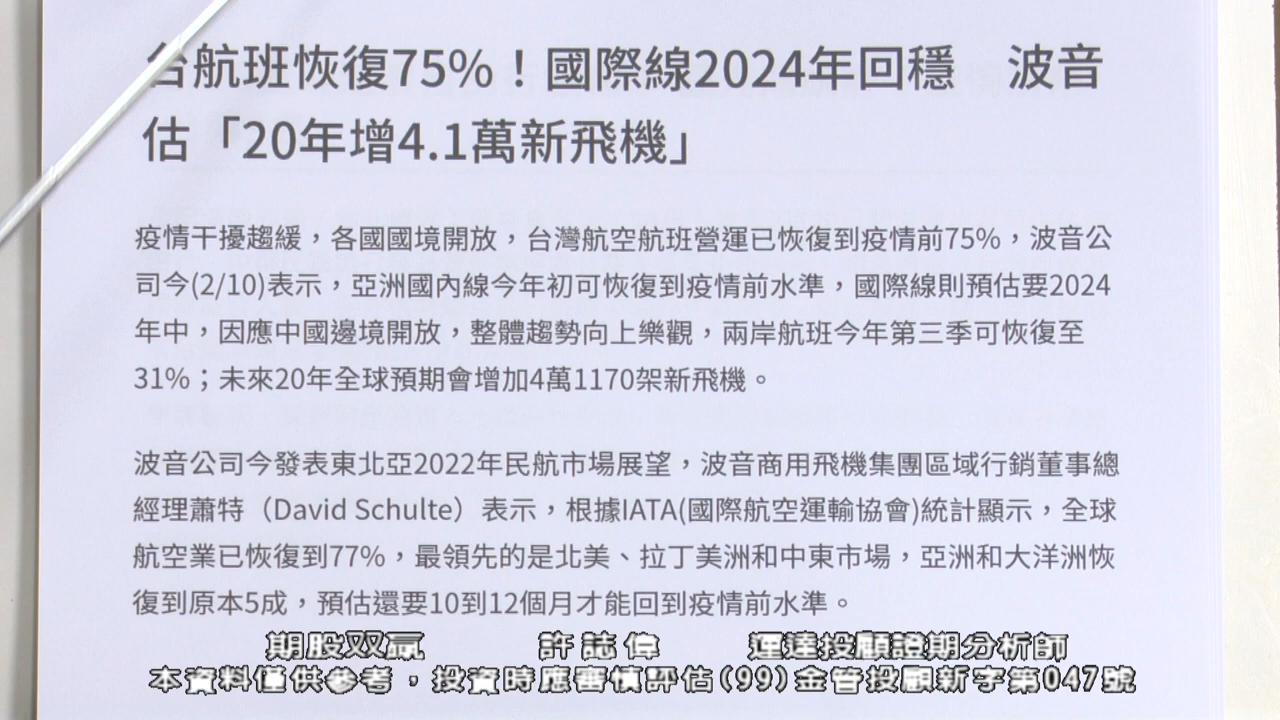 台航班恢復75%！國際線2024年回穩　波音
估「20年增4.1萬新飛機」
疫情干擾趨緩，各國國境開放，台灣航空航班營運已恢復到疫情前75%，波音公
司今(2/10)表示，亞洲國內線今年初可恢復到疫情前水準，國際線則預估要2024
年中，因應中國邊境開放，整體趨勢向上樂觀，兩岸航班今年第三季可恢復至
31%；未來20年全球預期會增加4萬1170架新飛機。
波音公司今發表東北亞2022年民航市場展望，波音商用飛機集團區域行銷董事總
經理蕭特（David Schulte）表示，根據IATA(國際航空運輸協會)統計顯示，全球
航空業已恢復到77%，最領先的是北美、拉丁美洲和中東市場，亞洲和大洋洲恢
復到原本5成，預估還要10到12個月才能回到疫情前水準。
期股双贏　許誌偉　運達投顧證期分析師
本資料僅供參考，投資時應審慎評估(99)金管投顧新字第047號